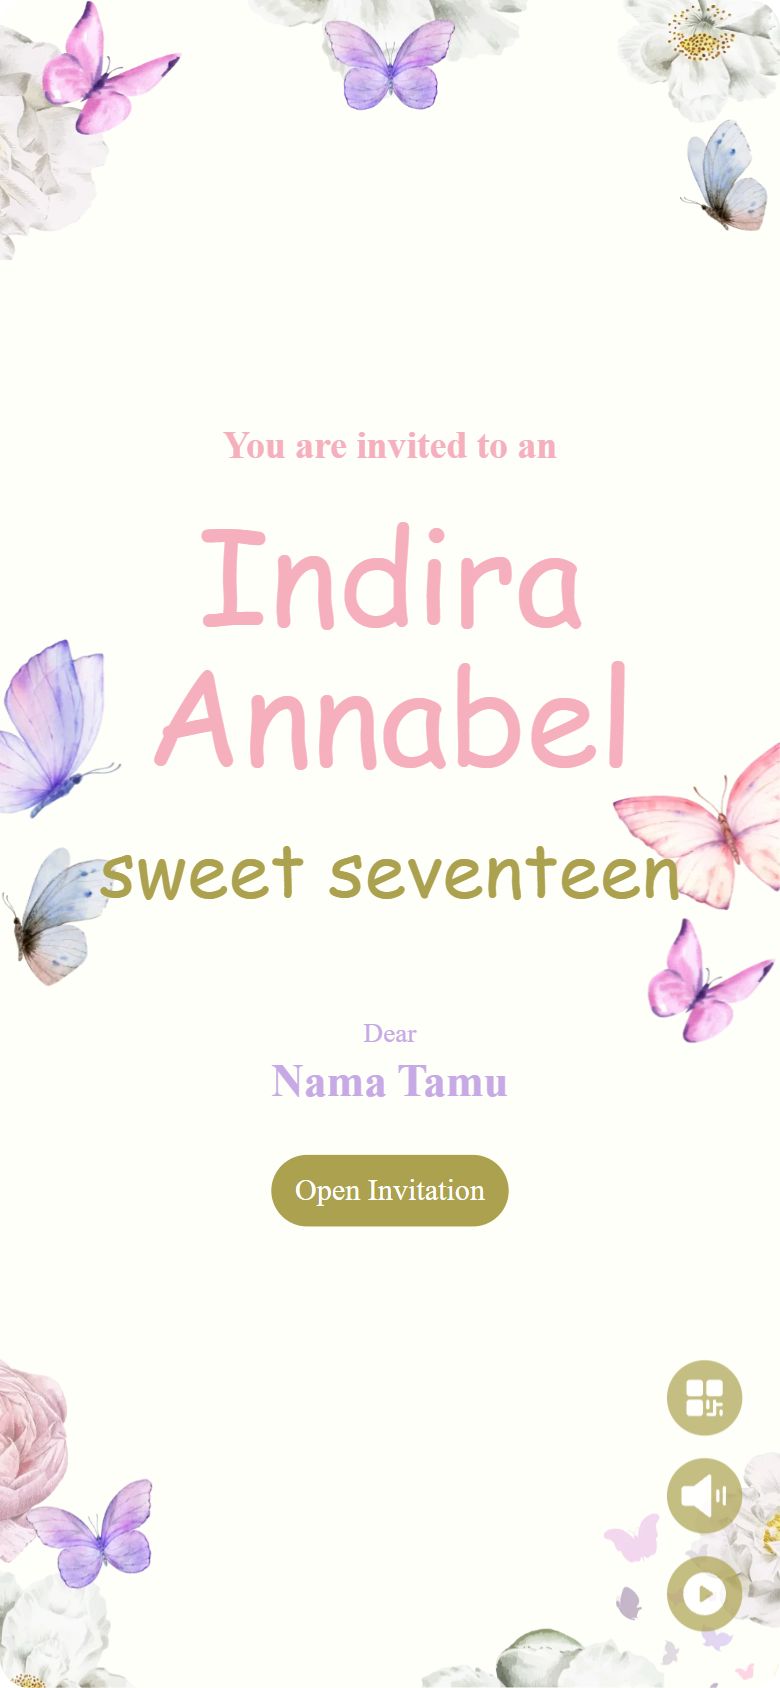 You are invited to an
Indira
Annabel
sweet seventeen
Dear
Nama Tamu
Open Invitation